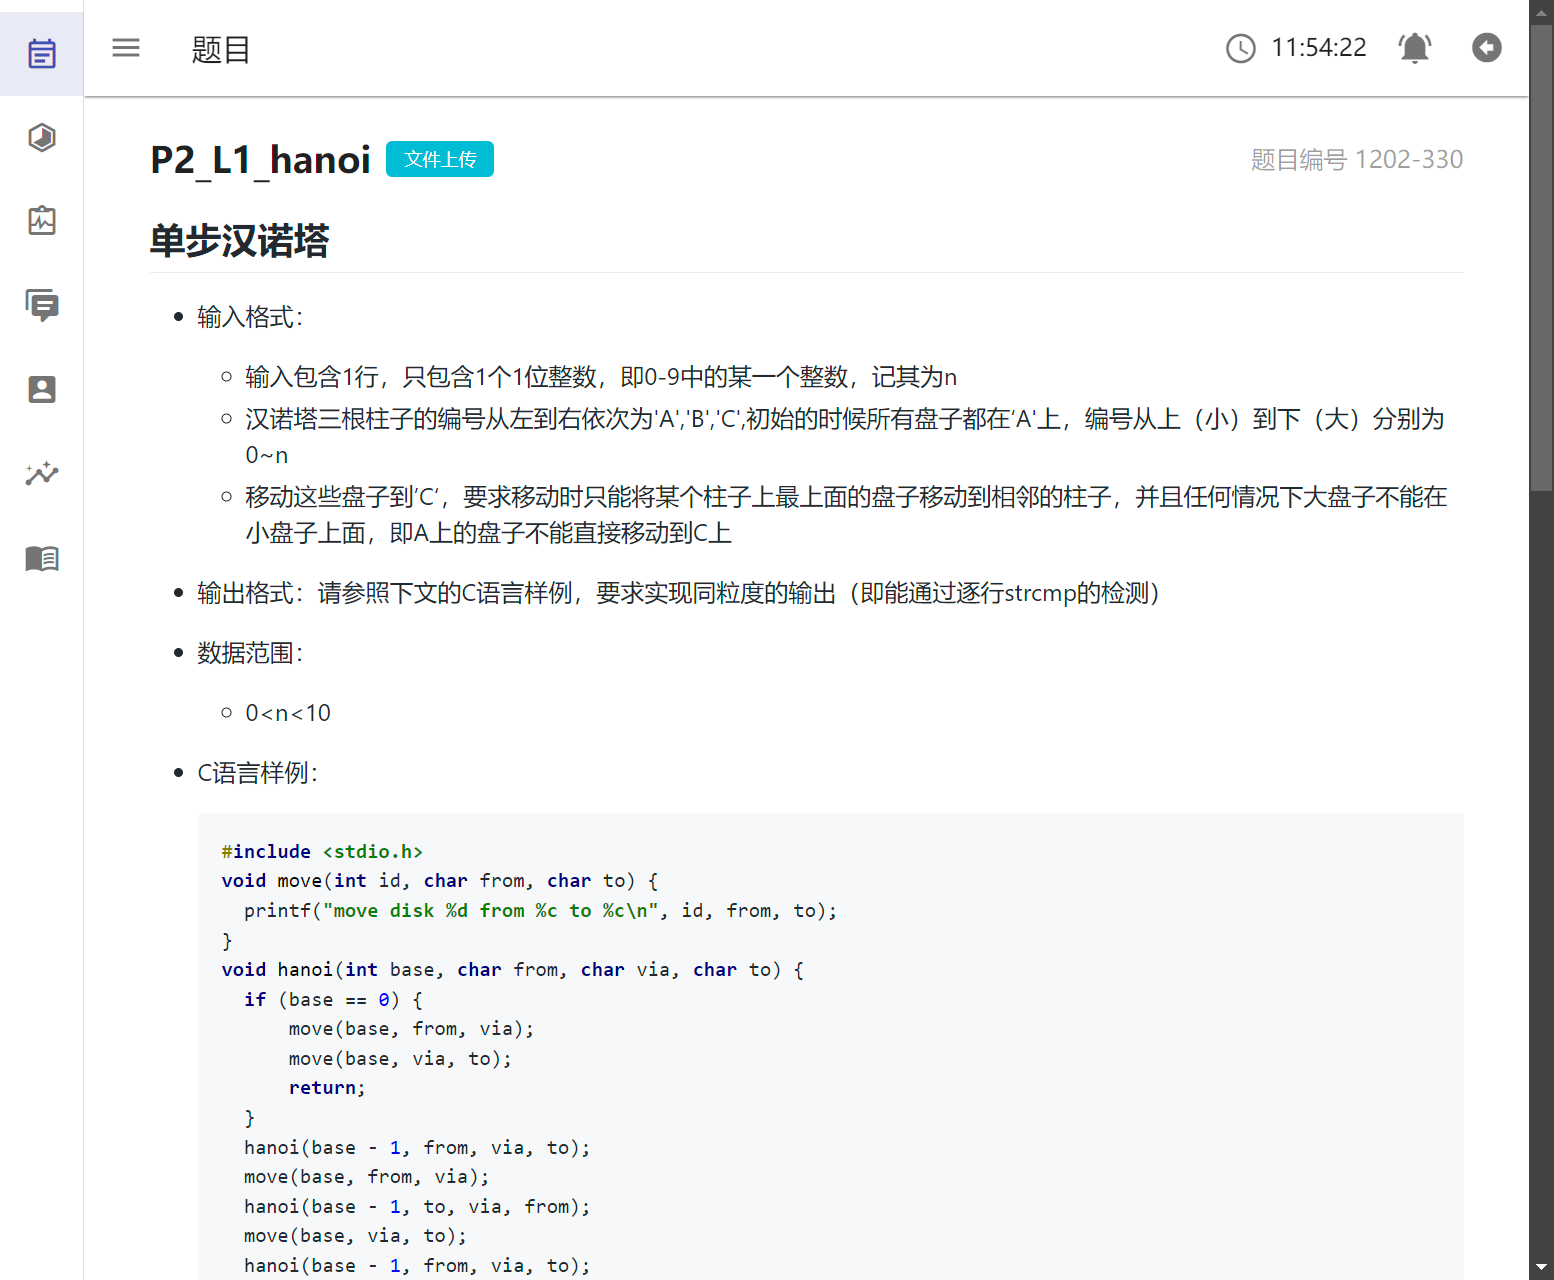 题目
11:54:22
P2_L1_hanoi
文件上传
题目编号 1202-330
单步汉诺塔
输入格式：
输入包含1行，只包含1个1位整数，即0-9中的某一个整数，记其为n
汉诺塔三根柱子的编号从左到右依次为'A','B','C',初始的时候所有盘子都在‘A'上，编号从上（小）到下（大）分别为
0~n
移动这些盘子到’C‘，要求移动时只能将某个柱子上最上面的盘子移动到相邻的柱子，并且任何情况下大盘子不能在
小盘子上面，即A上的盘子不能直接移动到C上
输出格式：请参照下文的C语言样例，要求实现同粒度的输出（即能通过逐行strcmp的检测）
数据范围：
0<n<10
C语言样例：
#include <stdio.h>
void move(int id, char from, char to) {
printf("move disk %d from %c to %c\n", id, from, to);
}
void hanoi(int base, char from, char via, char to) {
if (base == 0) {
move(base, from, via);
move(base, via, to);
return;
}
hanoi(base - 1, from, via, to);
move(base, from, via);
hanoi(base - 1, to, via, from);
move(base, via, to);
hanoi(base - 1, from, via, to);